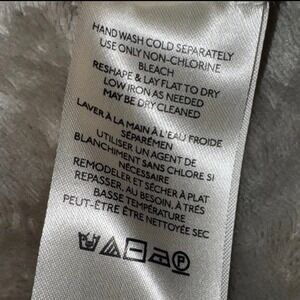 HAND WASH COLD SEPARATELY
USE ONLY NON-CHLORINE
BLEACH
RESHAPE & LAY FLAT TO DRY
LOW IRON AS NEEDED
MAY BE DRY CLEANED
LAVER À LA MAIN À L'EAU FROIDE
SÉPARÉMEN
UTILISER UN AGENT DE
BLANCHIMENT SANS CHLORE SI
NÉCESSAIRE
REMODELER ET SÉCHER À PLAT
REPASSER, AU BESOIN, À TRÈS
BASSE TEMPÉRATURE
PEUT-ÊTRE ÊTRE NETTOYÉ SEC
P